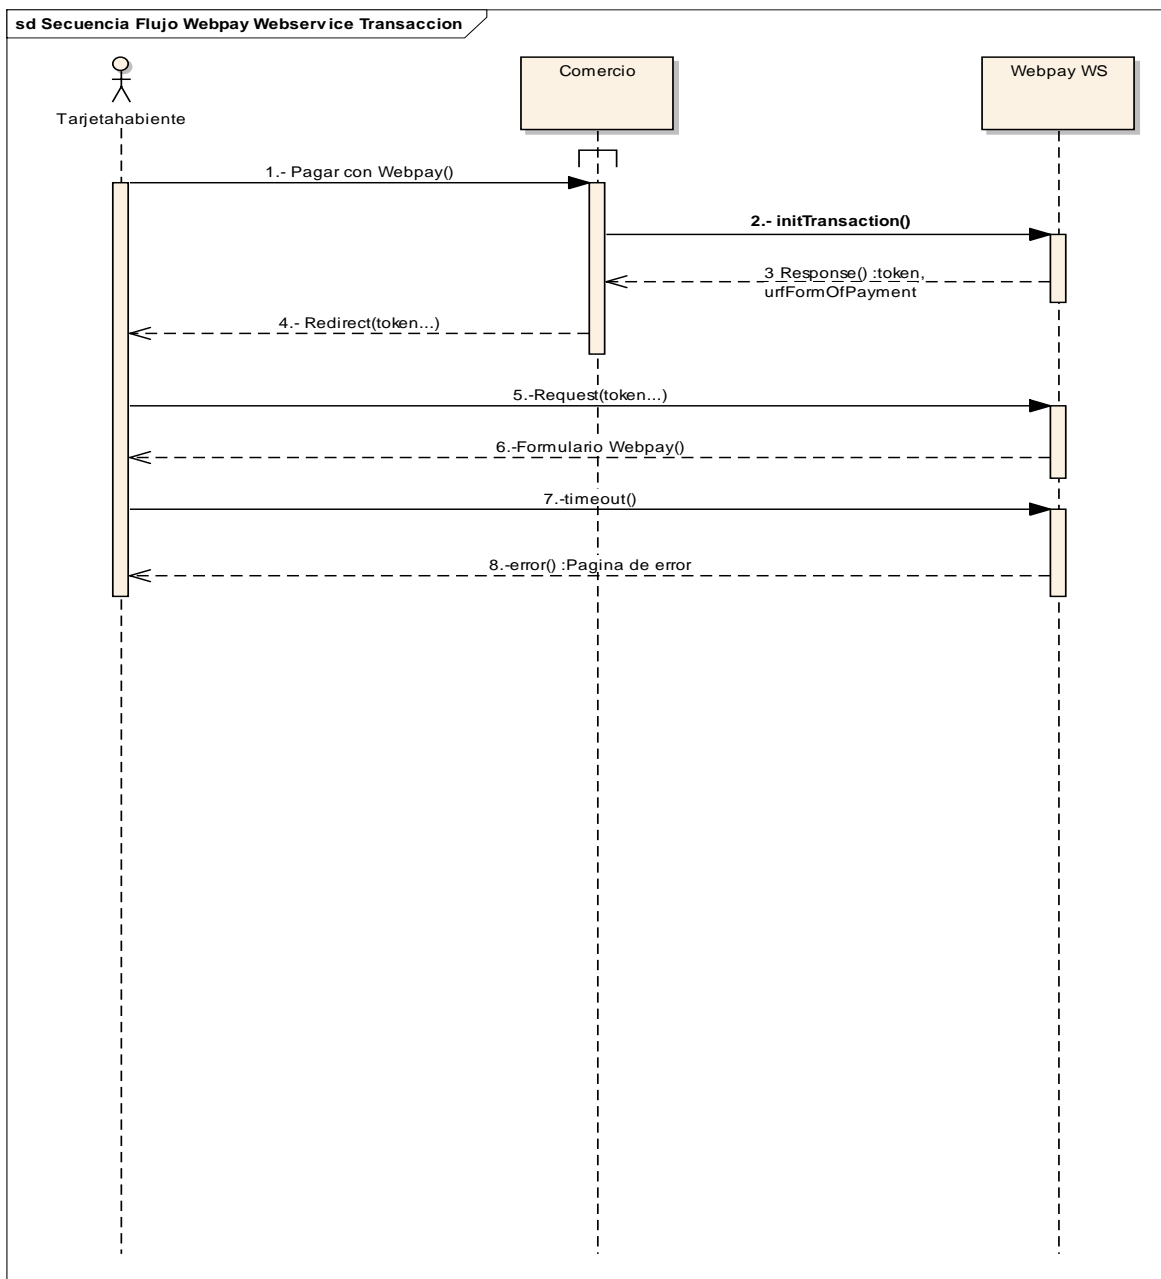 sd Secuencia Flujo Webpay Webservice Transaccion
Tarjetahabiente
Comercio
Webpay WS
1.- Pagar con Webpay()
2.- initTransaction()
3 Response() :token,
urfFormOfPayment
4.- Redirect(token...)
5.-Request(token...)
6.-Formulario Webpay()
7.-timeout()
8.-error() :Pagina de error